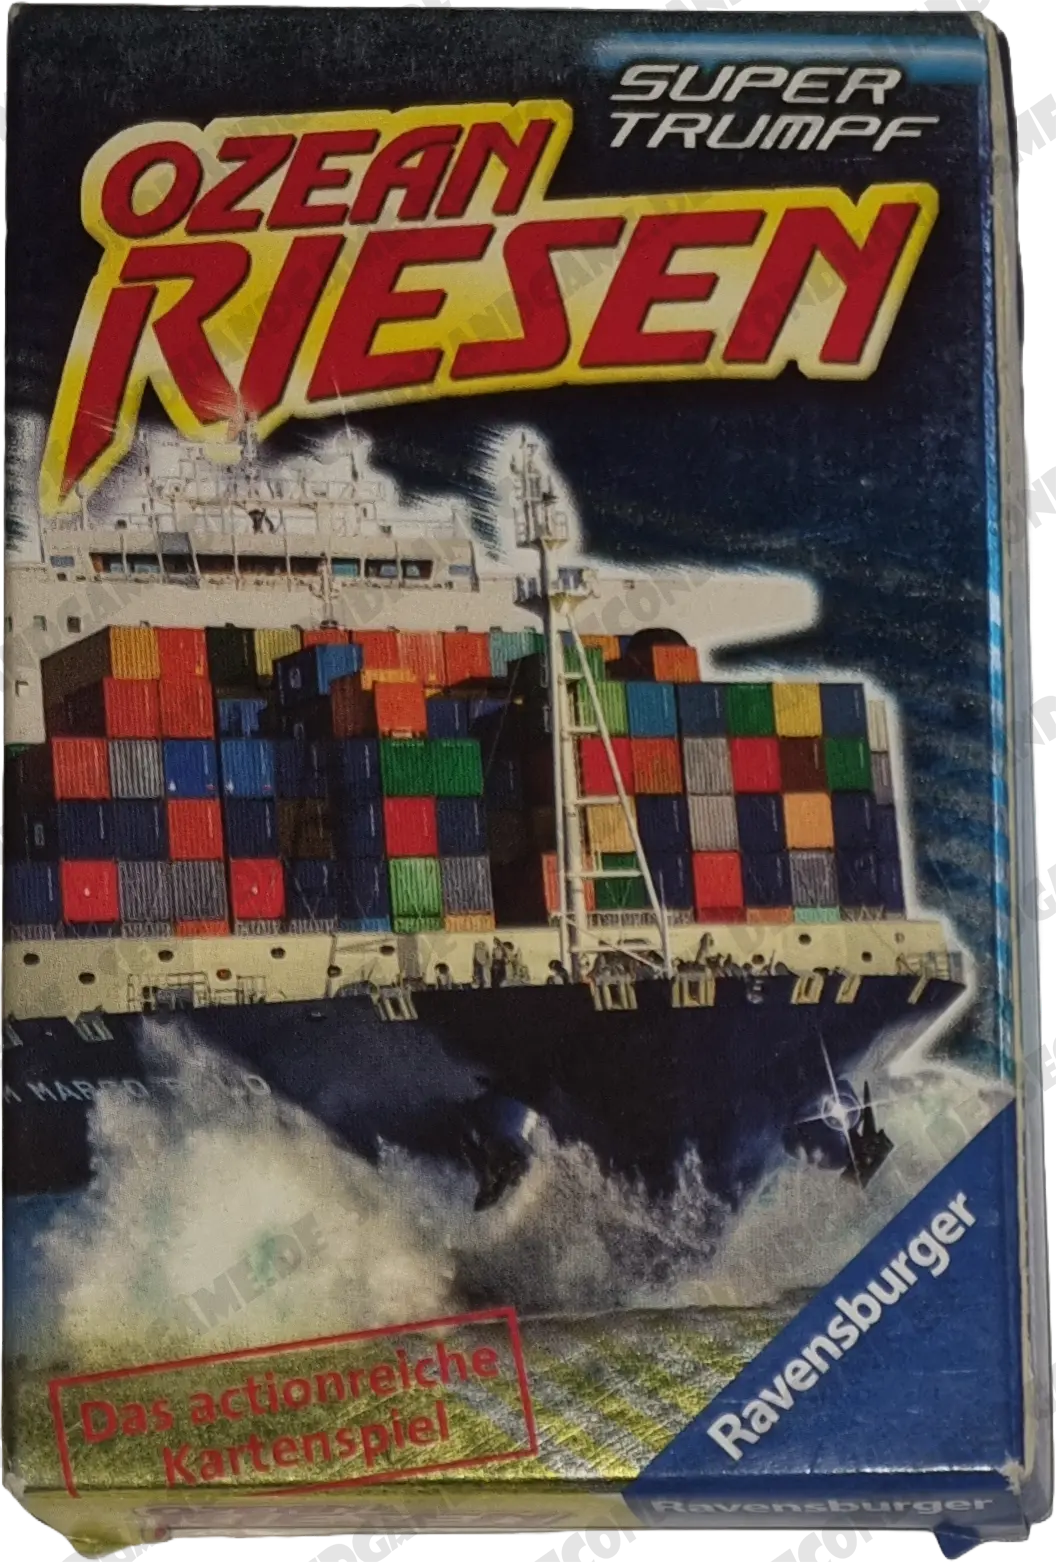 SUPER
TRUMPF
OZEAN
RIESEN
Das actionreiche
Kartenspiel
Ravensburger
Ravensburger